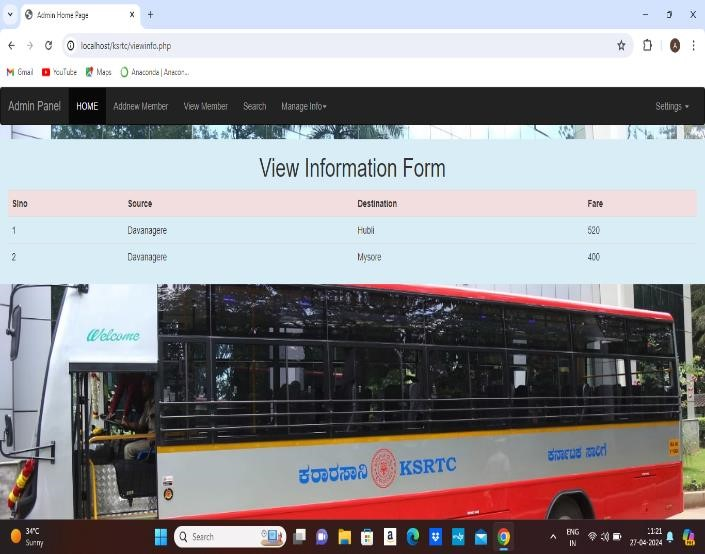 Admin Home Page
localhost/ksrtc/viewinfo.php
A
Gmail YouTube Maps Anaconda | Anacon...
Admin Panel HOME Addnew Member View Member Search Manage Info Settings
View Information Form
Slno Source Destination Fare
1 Davanagere Hubli 520
2 Davanagere Mysore 400
Welcome
ಕರಾರಸಾನಿ KSRTC ಕರ್ನಾಟಕ ಸಾರಿಗೆ
34°C
Sunny
Search
ENG
IN
11:21
27-04-2024